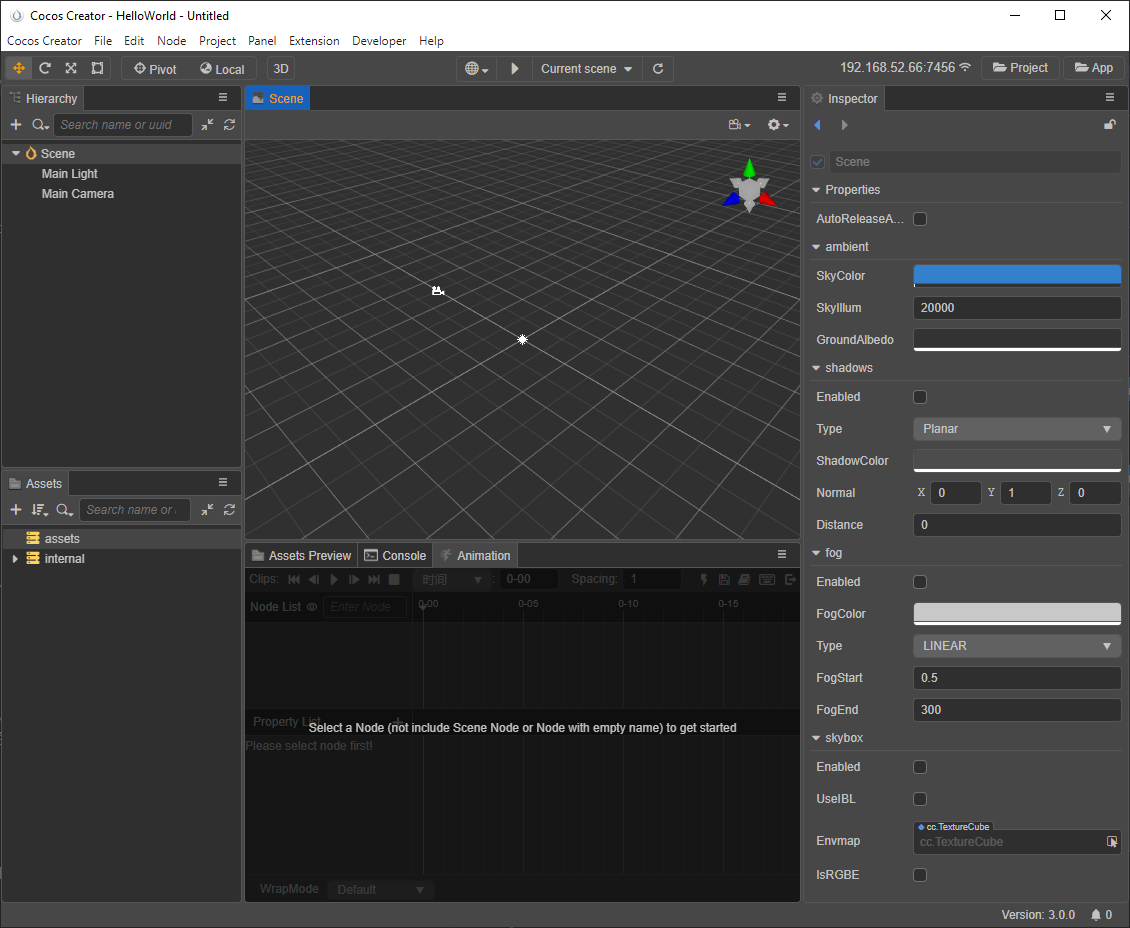 Cocos Creator - HelloWorld - Untitled
Cocos Creator File Edit Node Project Panel Extension Developer Help
Pivot Local 3D Current scene 192.168.52.66:7456 Project App
Hierarchy
Search name or uuid
Scene
Main Light
Main Camera
Assets
Search name or
assets
internal
Scene
Assets Preview Console Animation
Clips: 时间 : 0-00 Spacing: 1
Node List Enter Node 0-00 0-05 0-10 0-15
Property List +
Select a Node (not include Scene Node or Node with empty name) to get started
Please select node first!
WrapMode Default
Inspector
Scene
Properties
AutoReleaseA...
ambient
SkyColor
SkyIllum 20000
GroundAlbedo
shadows
Enabled
Type Planar
ShadowColor
Normal X 0 Y 1 Z 0
Distance 0
fog
Enabled
FogColor
Type LINEAR
FogStart 0.5
FogEnd 300
skybox
Enabled
UseIBL
cc.TextureCube
Envmap cc.TextureCube
IsRGBE
Version: 3.0.0 0